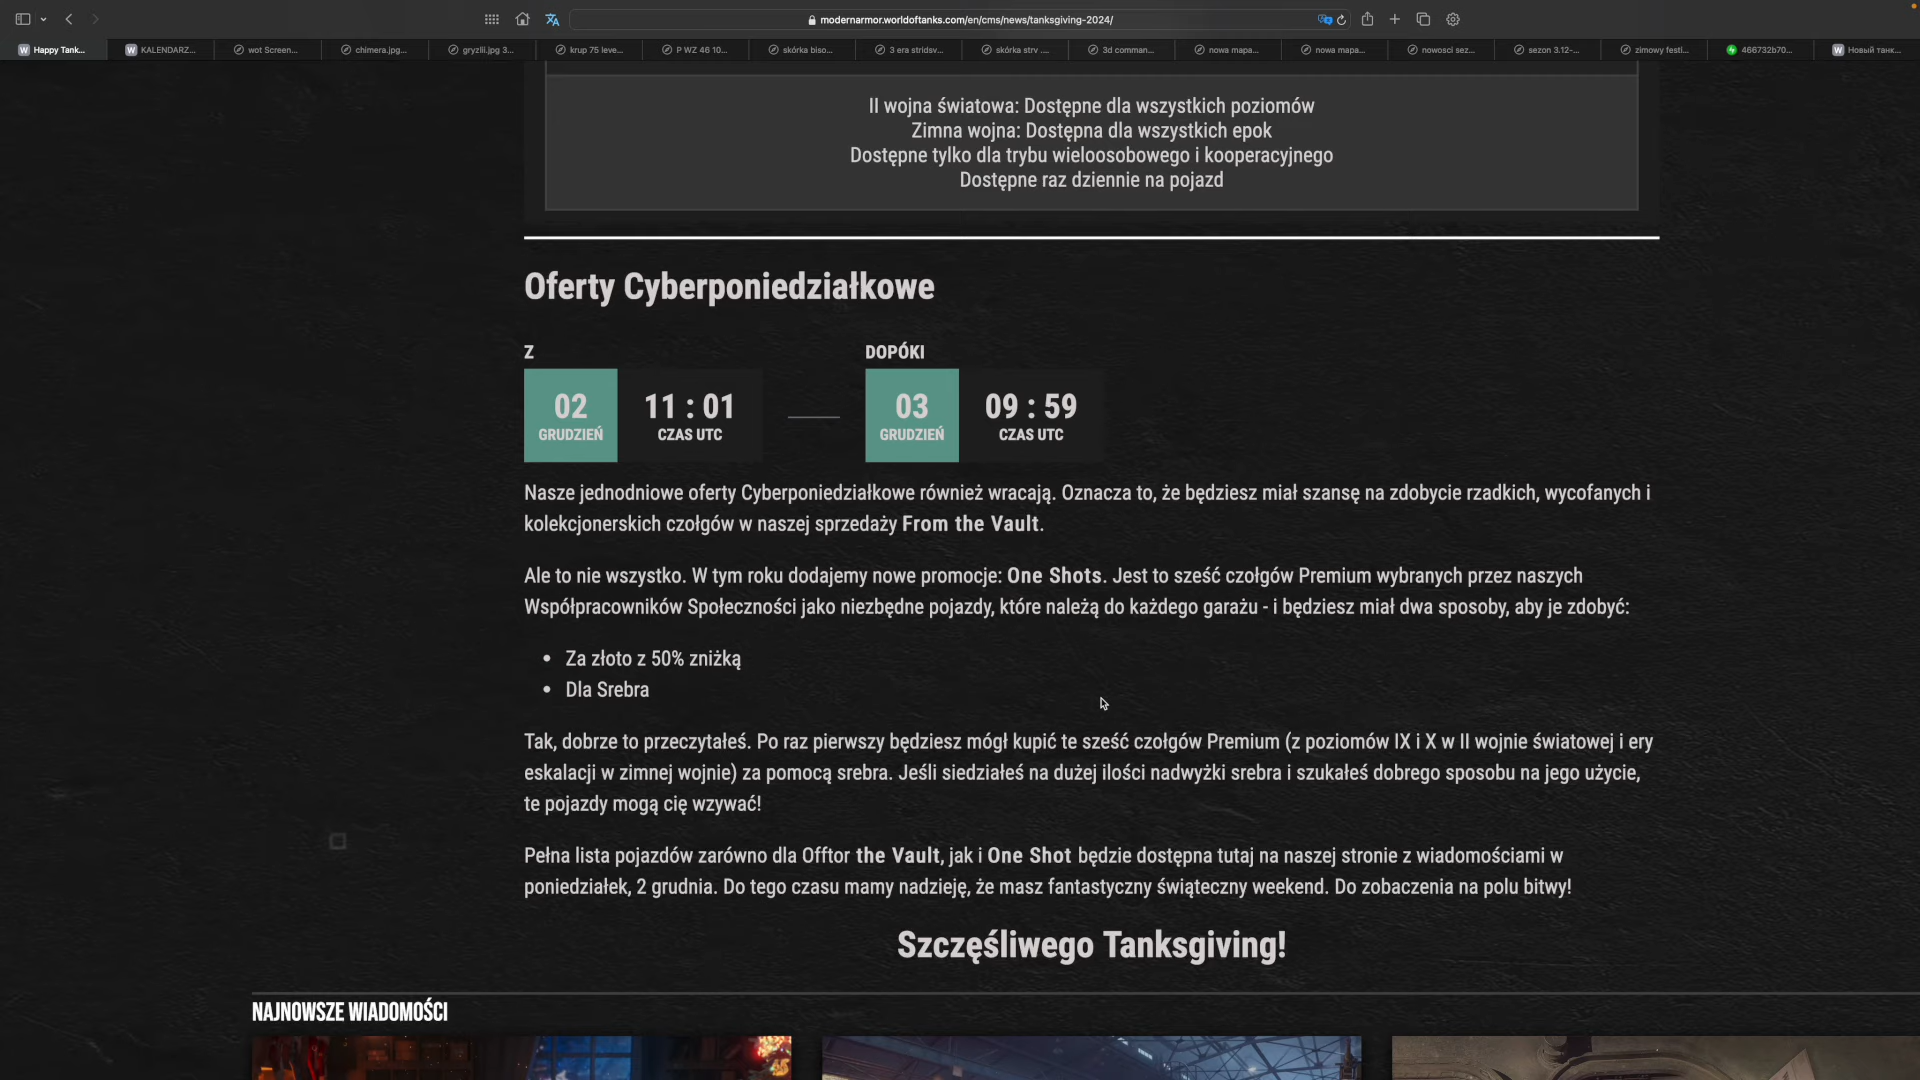 modernarmor.worldoftanks.com/en/cms/news/tanksgiving-2024/
Happy Tank...
KALENDARZ...
wot Screen...
chimera.jpg...
gryzlii.jpg 3...
krup 75 leve...
P WZ 46 10...
skórka biso...
3 era stridsv...
skórka strv ....
3d comman...
nowa mapa...
nowa mapa...
nowosci sez...
sezon 3.12-...
zimowy festi...
466732b70...
Новый танк...
II wojna światowa: Dostępne dla wszystkich poziomów
Zimna wojna: Dostępna dla wszystkich epok
Dostępne tylko dla trybu wieloosobowego i kooperacyjnego
Dostępne raz dziennie na pojazd
Oferty Cyberponiedziałkowe
Z
DOPÓKI
02
GRUDZIEŃ
11 : 01
CZAS UTC
03
GRUDZIEŃ
09 : 59
CZAS UTC
Nasze jednodniowe oferty Cyberponiedziałkowe również wracają. Oznacza to, że będziesz miał szansę na zdobycie rzadkich, wycofanych i
kolekcjonerskich czołgów w naszej sprzedaży From the Vault.
Ale to nie wszystko. W tym roku dodajemy nowe promocje: One Shots. Jest to sześć czołgów Premium wybranych przez naszych
Współpracowników Społeczności jako niezbędne pojazdy, które należą do każdego garażu - i będziesz miał dwa sposoby, aby je zdobyć:
• Za złoto z 50% zniżką
• Dla Srebra
Tak, dobrze to przeczytałeś. Po raz pierwszy będziesz mógł kupić te sześć czołgów Premium (z poziomów IX i X w II wojnie światowej i ery
eskalacji w zimnej wojnie) za pomocą srebra. Jeśli siedziałeś na dużej ilości nadwyżki srebra i szukałeś dobrego sposobu na jego użycie,
te pojazdy mogą cię wzywać!
Pełna lista pojazdów zarówno dla Offtor the Vault, jak i One Shot będzie dostępna tutaj na naszej stronie z wiadomościami w
poniedziałek, 2 grudnia. Do tego czasu mamy nadzieję, że masz fantastyczny świąteczny weekend. Do zobaczenia na polu bitwy!
Szczęśliwego Tanksgiving!
NAJNOWSZE WIADOMOŚCI